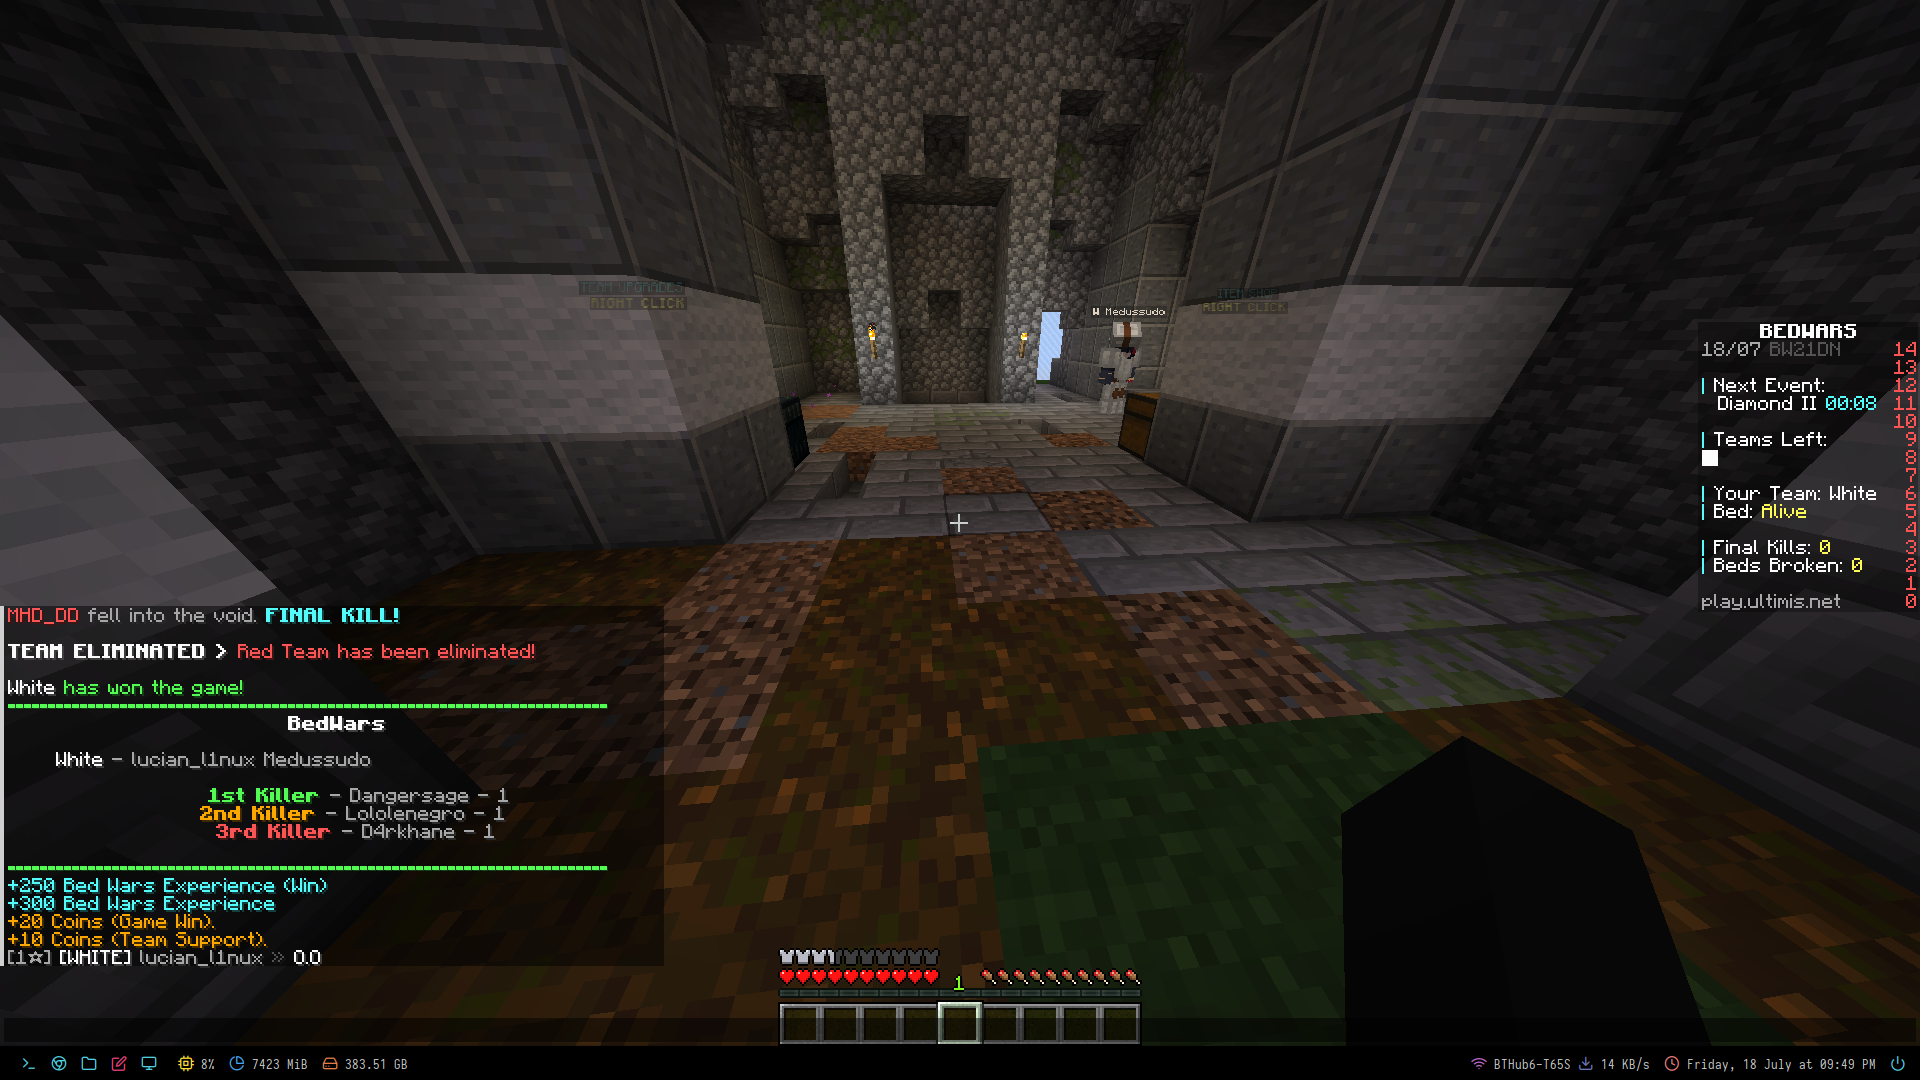 TEAM UPGRADES
RIGHT CLICK
ITEM SHOP
RIGHT CLICK
W Medussudo
BEDWARS
18/07 BW21DN 14
13
Next Event: 12
Diamond II 00:08 11
10
Teams Left: 9
8
7
Your Team: White 6
Bed: Alive 5
4
Final Kills: 0 3
Beds Broken: 0 2
1
play.ultimis.net 0
MHD_DD fell into the void. FINAL KILL!
TEAM ELIMINATED > Red Team has been eliminated!
White has won the game!
BedWars
White - lucian_l1nux Medussudo
1st Killer - Dangersage - 1
2nd Killer - Lololenegro - 1
3rd Killer - D4rkhane - 1
+250 Bed Wars Experience (Win)
+300 Bed Wars Experience
+20 Coins (Game Win).
+10 Coins (Team Support).
[1☆] [WHITE] lucian_l1nux » 0.0
1
8% 7423 MiB 383.51 GB
BTHub6-T65S 14 KB/s Friday, 18 July at 09:49 PM